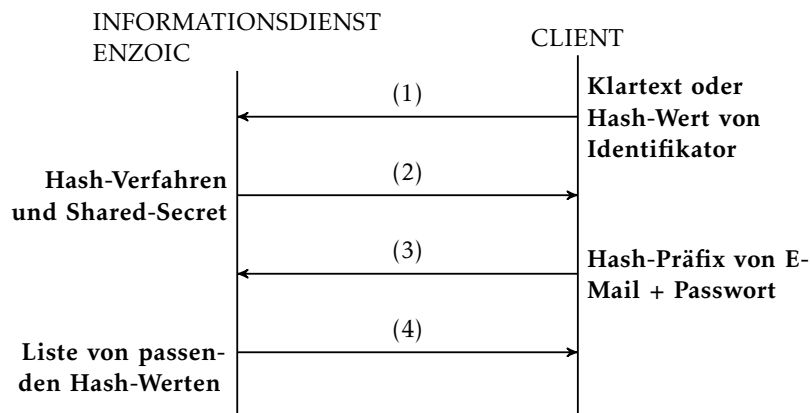 INFORMATIONSDIENST
ENZOIC
CLIENT
(1)
Klartext oder
Hash-Wert von
Identifikator
Hash-Verfahren
und Shared-Secret
(2)
(3)
Hash-Präfix von E-
Mail + Passwort
(4)
Liste von passen-
den Hash-Werten